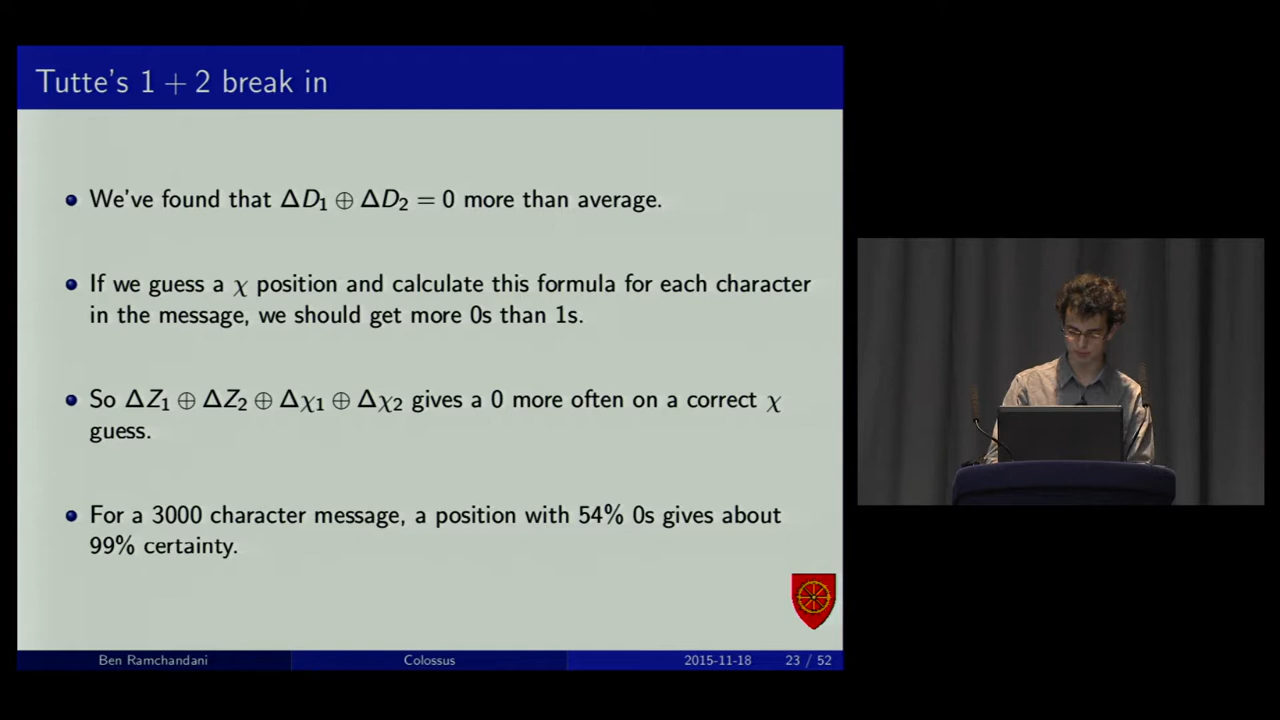 Tutte's 1 + 2 break in
We've found that ΔD₁ ⊕ ΔD₂ = 0 more than average.
If we guess a χ position and calculate this formula for each character
in the message, we should get more 0s than 1s.
So ΔZ₁ ⊕ ΔZ₂ ⊕ Δχ₁ ⊕ Δχ₂ gives a 0 more often on a correct χ
guess.
For a 3000 character message, a position with 54% 0s gives about
99% certainty.
Ben Ramchandani Colossus 2015-11-18 23 / 52